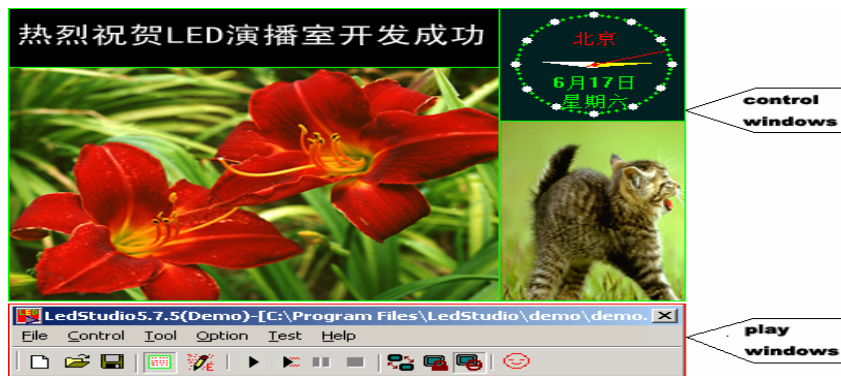 热烈祝贺LED演播室开发成功
北京
6月17日
星期六
control
windows
LED
LedStudio5.7.5(Demo)-[C:\Program Files\LedStudio\demo\demo.
File Control Tool Option Test Help
play
windows